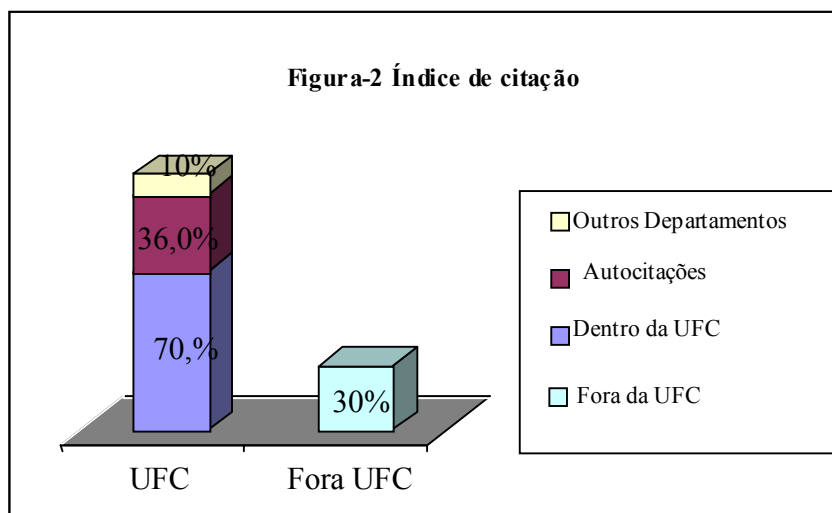 Figura-2 Índice de citação
10%
36,0%
70,%
30%
UFC
Fora UFC
Outros Departamentos
Autocitações
Dentro da UFC
Fora da UFC